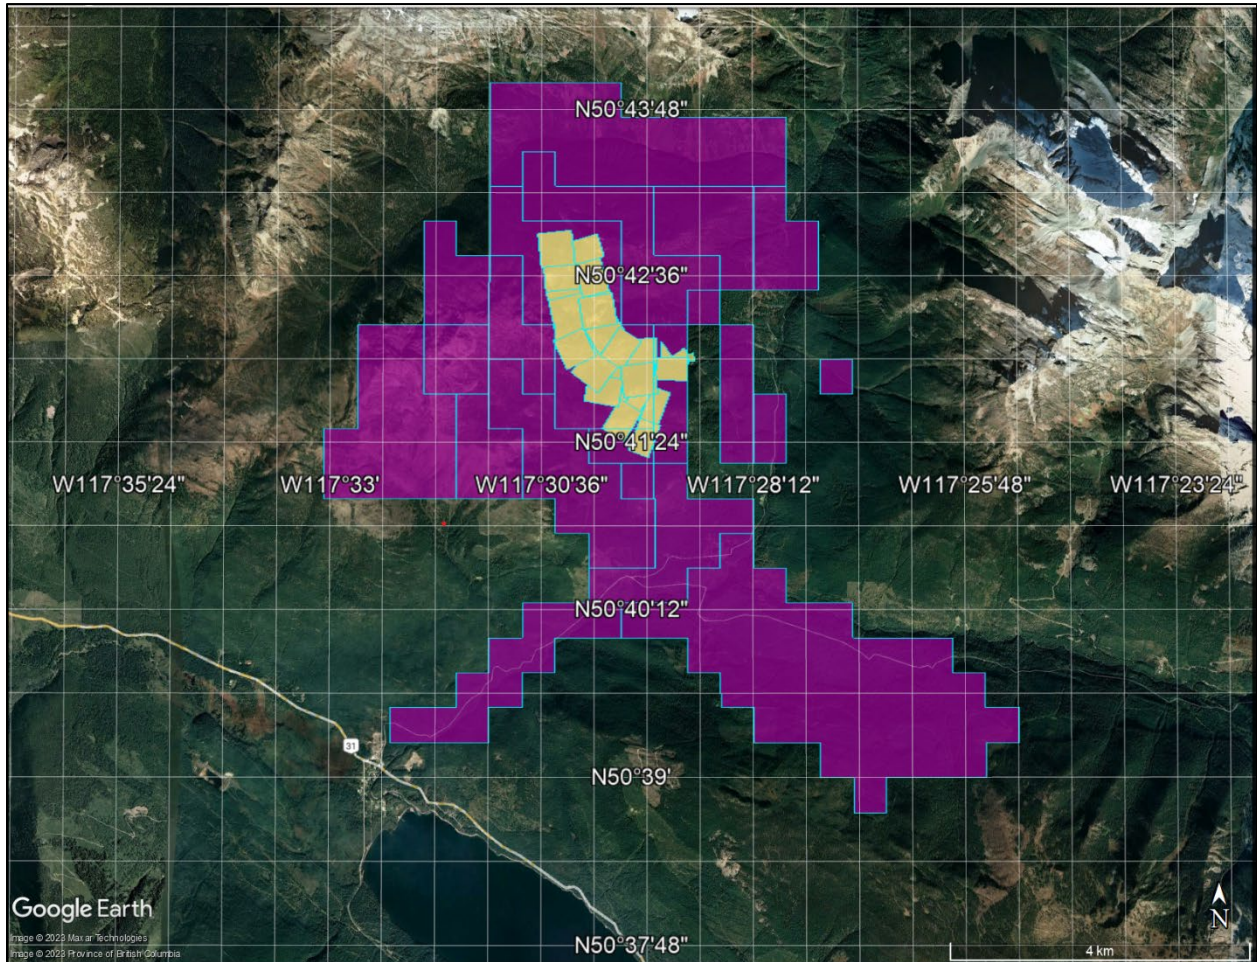 N50°43'48"
N50°42'36"
N50°41'24"
W117°35'24" W117°33' W117°30'36" W117°28'12" W117°25'48" W117°23'24"
N50°40'12"
31
N50°39'
Google Earth
N
Image © 2023 Maxar Technologies
N50°37'48"
4 km
Image © 2023 Province of British Columbia